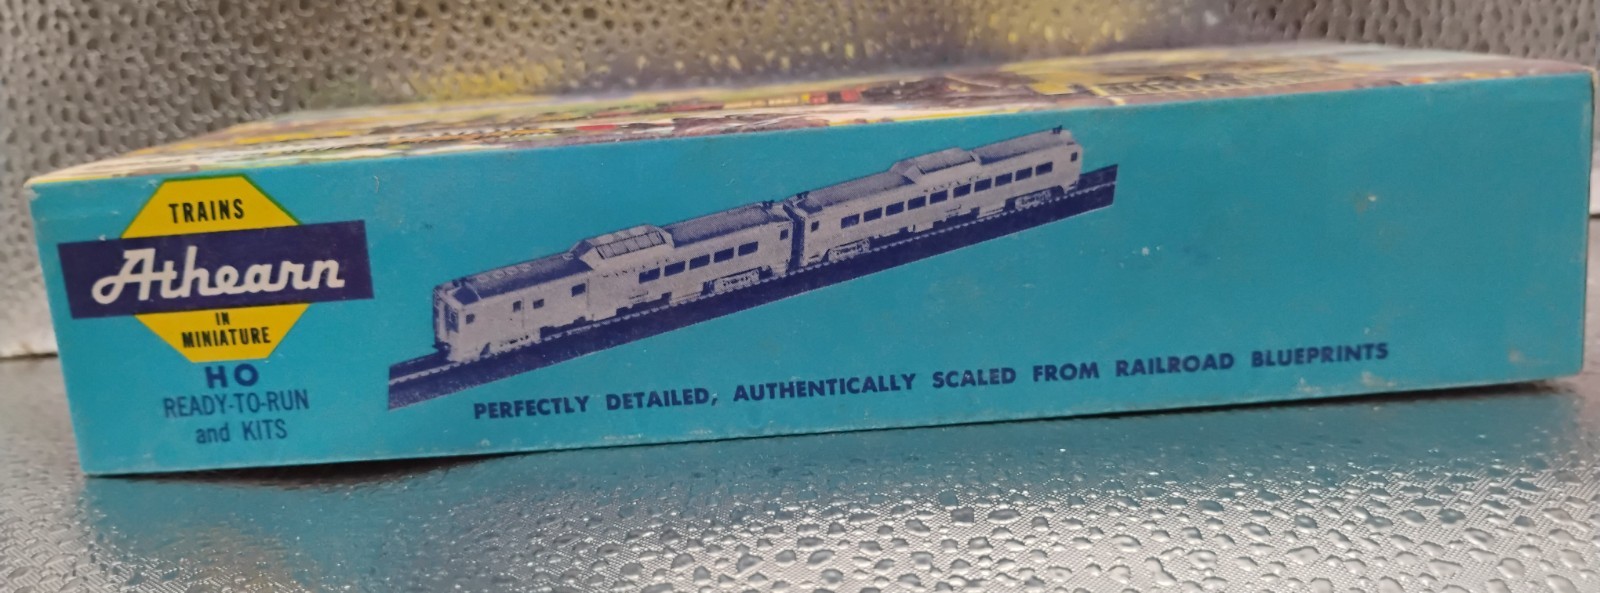 TRAINS
Athearn
IN
MINIATURE
HO
READY-TO-RUN
and KITS
PERFECTLY DETAILED, AUTHENTICALLY SCALED FROM RAILROAD BLUEPRINTS